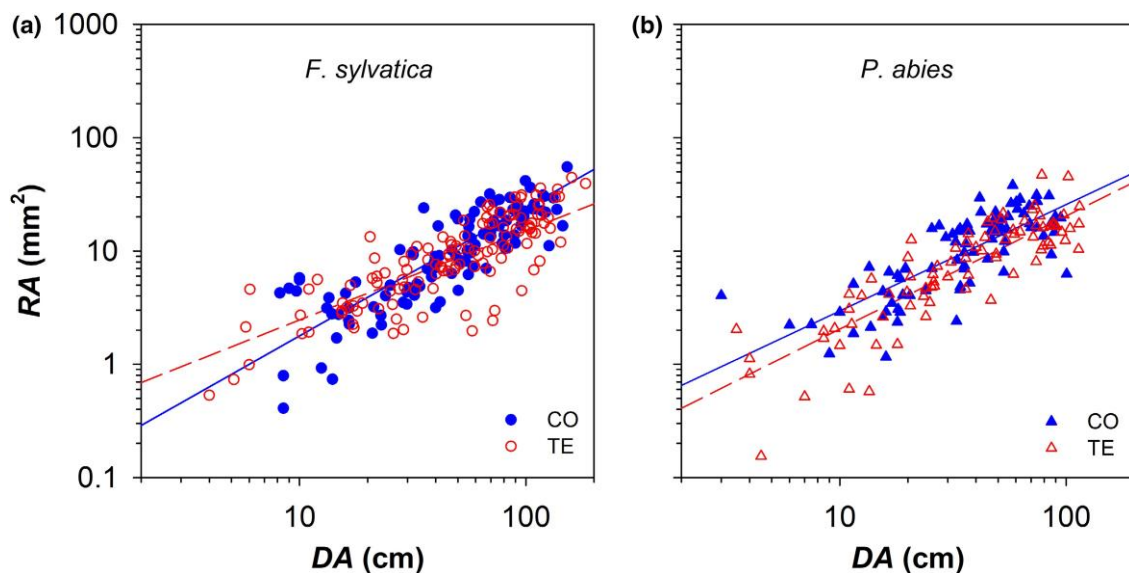 (a)
F. sylvatica
1000
100
10
1
0.1
RA (mm²)
10
100
DA (cm)
CO
TE
(b)
P. abies
10
100
DA (cm)
CO
TE